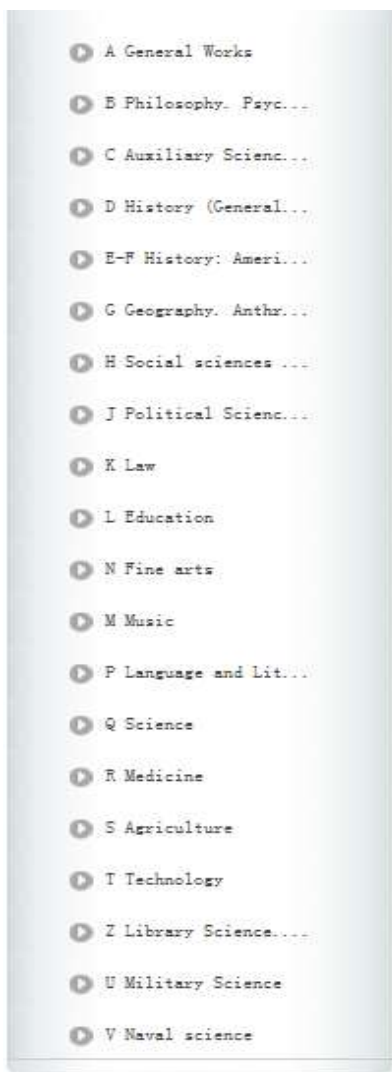 A General Works
B Philosophy. Psyc...
C Auxiliary Scienc...
D History (General...
E-F History: Ameri...
G Geography. Anthr...
H Social sciences ...
J Political Scienc...
K Law
L Education
N Fine arts
M Music
P Language and Lit...
Q Science
R Medicine
S Agriculture
T Technology
Z Library Science....
U Military Science
V Naval science